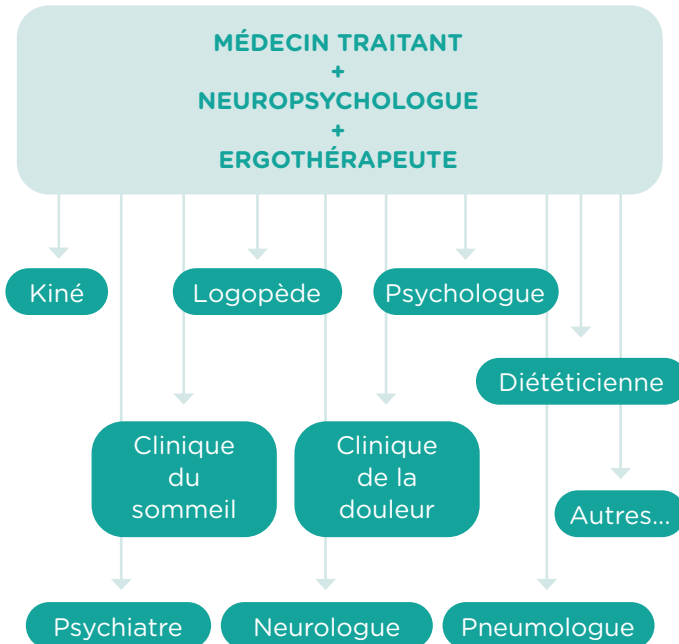 MÉDECIN TRAITANT
+
NEUROPSYCHOLOGUE
+
ERGOTHÉRAPEUTE
Kiné
Logopède
Psychologue
Diététicienne
Clinique
du
sommeil
Clinique
de la
douleur
Autres...
Psychiatre
Neurologue
Pneumologue